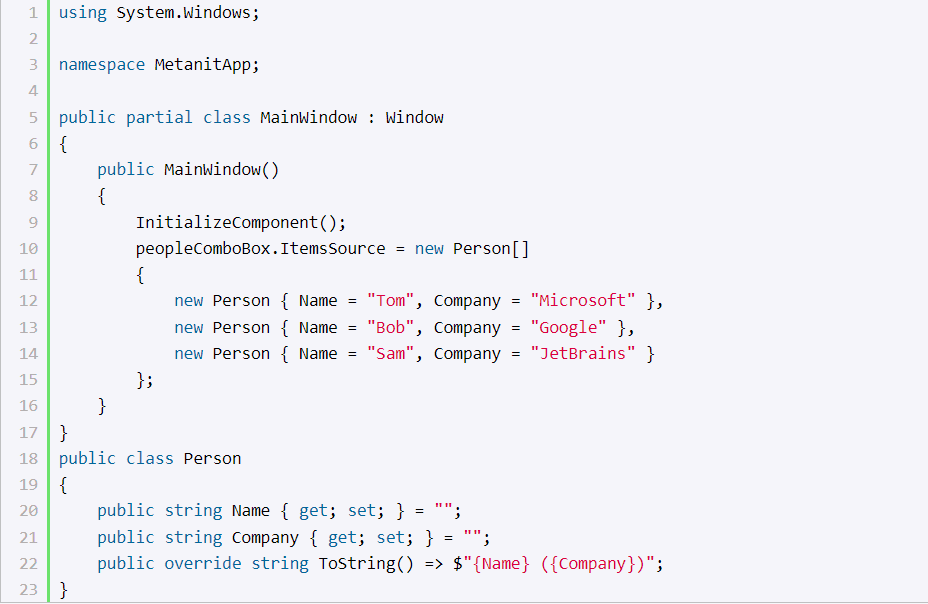 1 using System.Windows;
2
3 namespace MetanitApp;
4
5 public partial class MainWindow : Window
6 {
7     public MainWindow()
8     {
9         InitializeComponent();
10         peopleComboBox.ItemsSource = new Person[]
11         {
12             new Person { Name = "Tom", Company = "Microsoft" },
13             new Person { Name = "Bob", Company = "Google" },
14             new Person { Name = "Sam", Company = "JetBrains" }
15         };
16     }
17 }
18 public class Person
19 {
20     public string Name { get; set; } = "";
21     public string Company { get; set; } = "";
22     public override string ToString() => $"{Name} ({Company})";
23 }